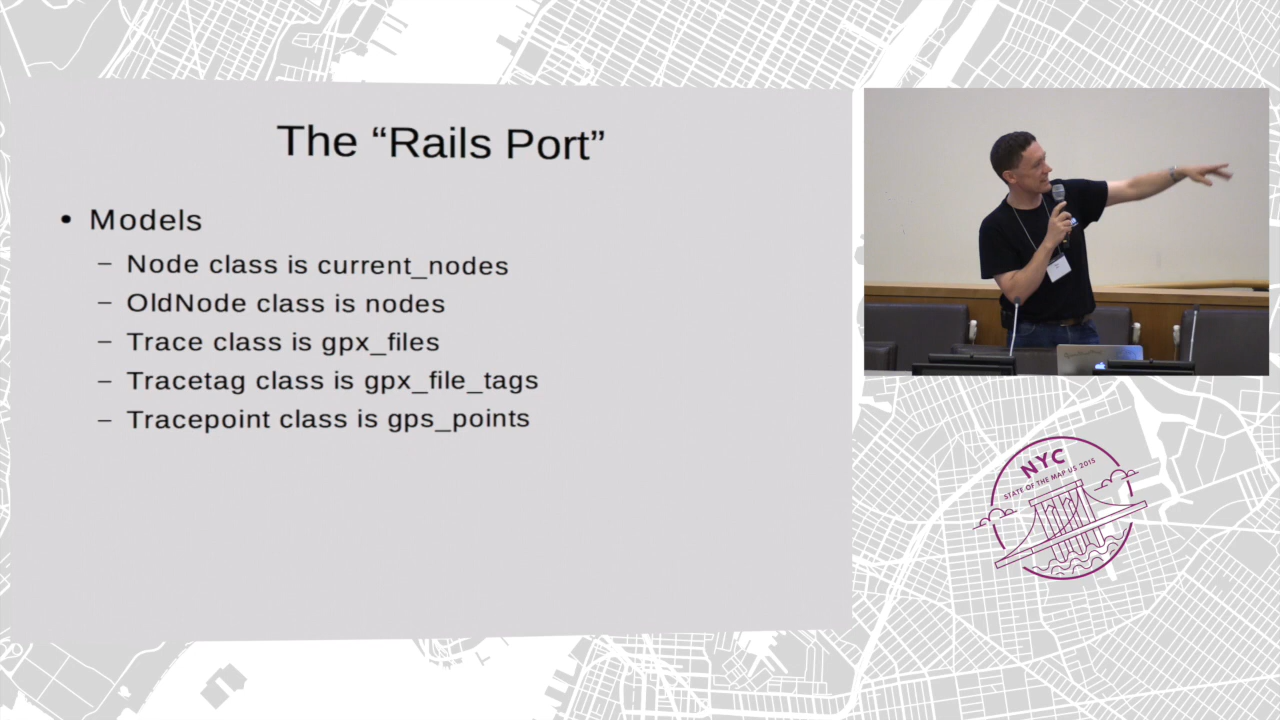 The “Rails Port”
• Models
– Node class is current_nodes
– OldNode class is nodes
– Trace class is gpx_files
– Tracetag class is gpx_file_tags
– Tracepoint class is gps_points
NYC
STATE OF THE MAP US 2015